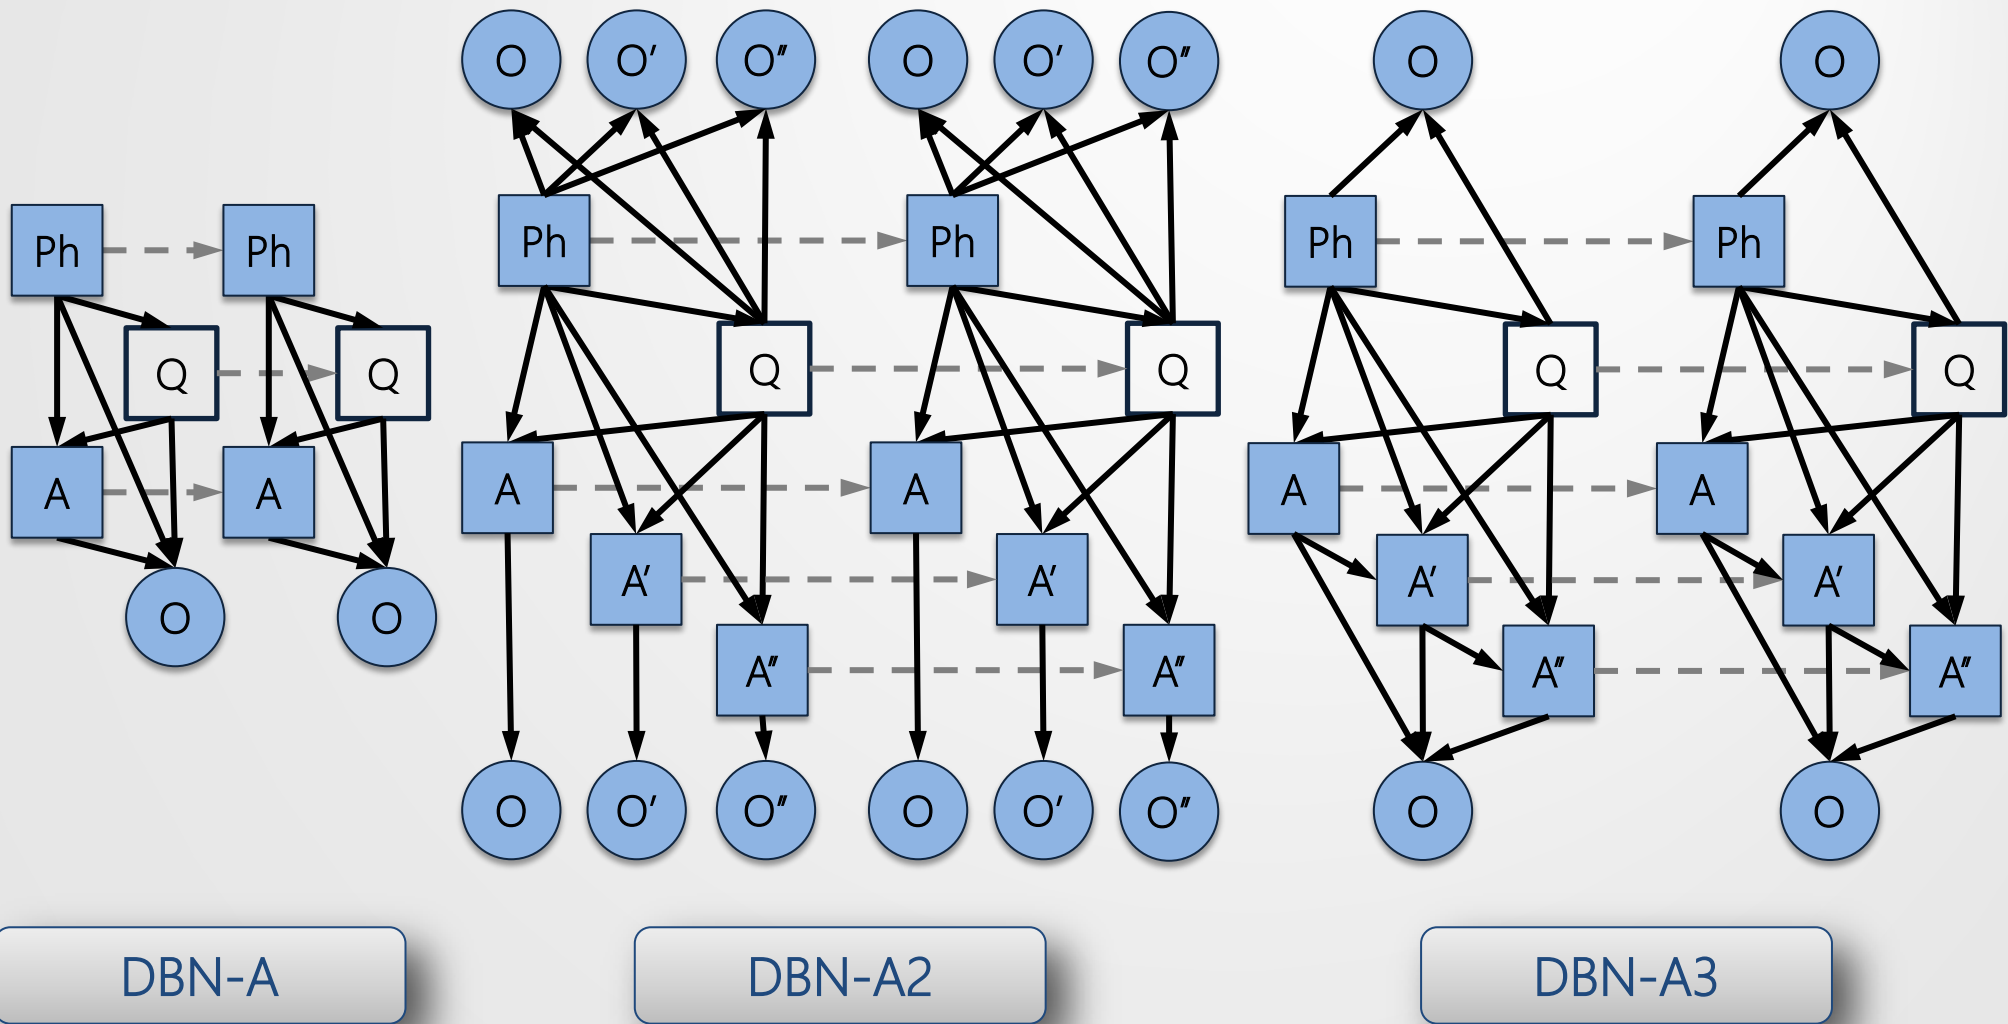 O O′ O″ O O′ O″ O O
Ph Ph Ph Ph Ph Ph
Q Q Q Q Q Q
A A A A A A
A′ A′ A′ A′
O O
A″ A″ A″ A″
O O′ O″ O O′ O″ O O
DBN-A DBN-A2 DBN-A3